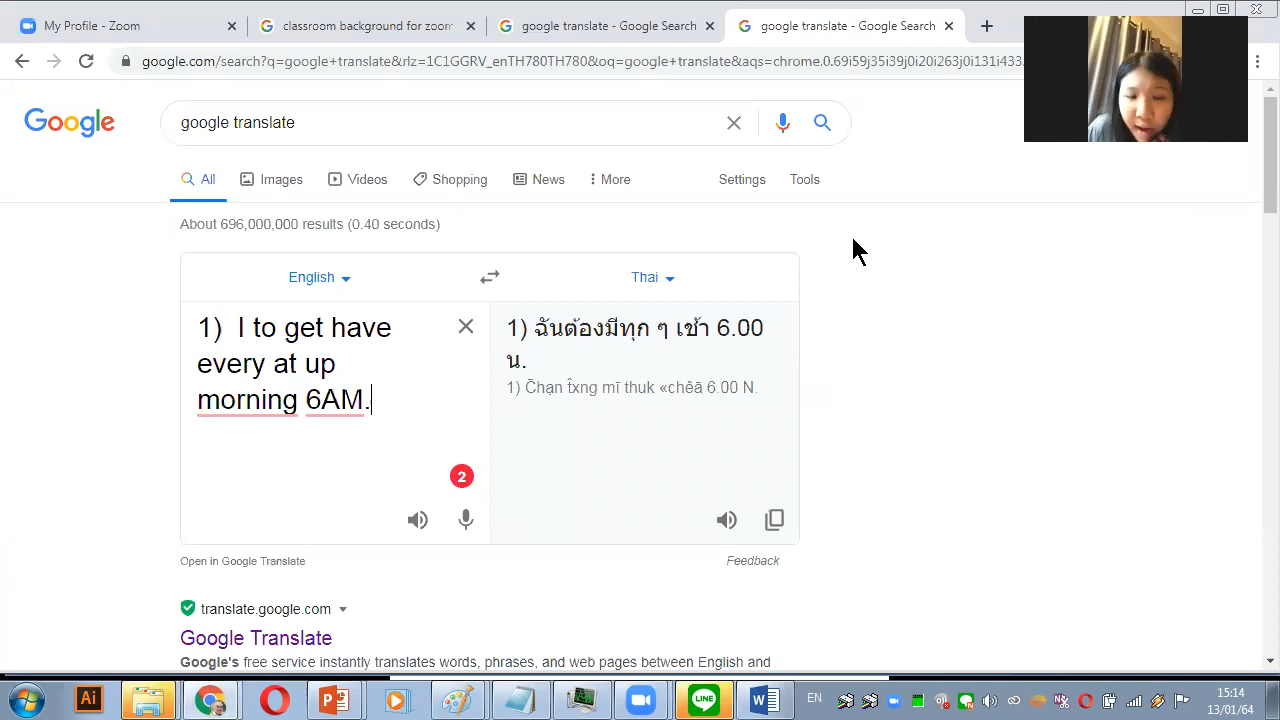 My Profile - Zoom
classroom background for zoom
google translate - Google Search
google translate - Google Search
google.com/search?q=google+translate&rlz=1C1GCRV_enTH780TH780&oq=google+translate&aqs=chrome.0.69i59j35i39j0i20i263j0i131i433
Google
google translate
All
Images
Videos
Shopping
News
More
Settings
Tools
About 696,000,000 results (0.40 seconds)
English
Thai
1) I to get have
every at up
morning 6AM.
1) ฉันต้องมีทุก ๆ เช้า 6.00
น.
1) C̄hạn t̂xng mī thuk «chêā 6.00 N.
2
Open in Google Translate
Feedback
translate.google.com
Google Translate
Google's free service instantly translates words, phrases, and web pages between English and
Ai
LINE
EN
15:14
13/01/64